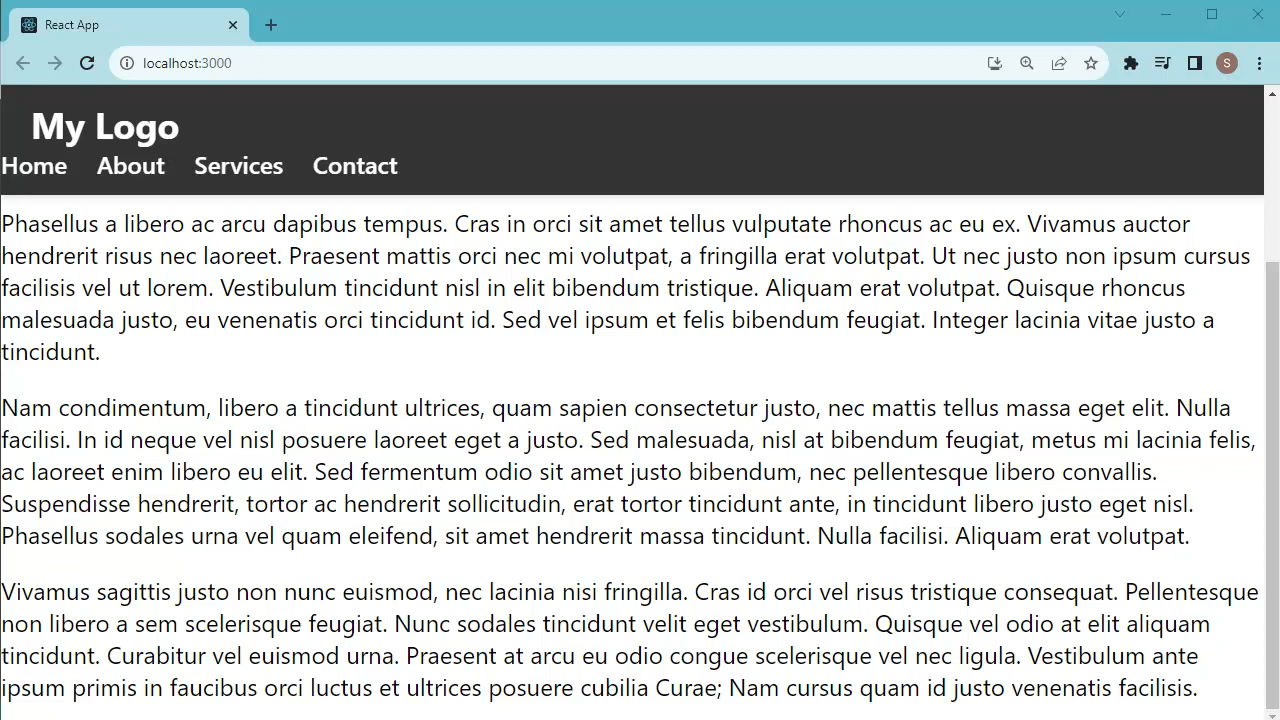 React App
localhost:3000
S
My Logo
Home About Services Contact
Phasellus a libero ac arcu dapibus tempus. Cras in orci sit amet tellus vulputate rhoncus ac eu ex. Vivamus auctor
hendrerit risus nec laoreet. Praesent mattis orci nec mi volutpat, a fringilla erat volutpat. Ut nec justo non ipsum cursus
facilisis vel ut lorem. Vestibulum tincidunt nisl in elit bibendum tristique. Aliquam erat volutpat. Quisque rhoncus
malesuada justo, eu venenatis orci tincidunt id. Sed vel ipsum et felis bibendum feugiat. Integer lacinia vitae justo a
tincidunt.
Nam condimentum, libero a tincidunt ultrices, quam sapien consectetur justo, nec mattis tellus massa eget elit. Nulla
facilisi. In id neque vel nisl posuere laoreet eget a justo. Sed malesuada, nisl at bibendum feugiat, metus mi lacinia felis,
ac laoreet enim libero eu elit. Sed fermentum odio sit amet justo bibendum, nec pellentesque libero convallis.
Suspendisse hendrerit, tortor ac hendrerit sollicitudin, erat tortor tincidunt ante, in tincidunt libero justo eget nisl.
Phasellus sodales urna vel quam eleifend, sit amet hendrerit massa tincidunt. Nulla facilisi. Aliquam erat volutpat.
Vivamus sagittis justo non nunc euismod, nec lacinia nisi fringilla. Cras id orci vel risus tristique consequat. Pellentesque
non libero a sem scelerisque feugiat. Nunc sodales tincidunt velit eget vestibulum. Quisque vel odio at elit aliquam
tincidunt. Curabitur vel euismod urna. Praesent at arcu eu odio congue scelerisque vel nec ligula. Vestibulum ante
ipsum primis in faucibus orci luctus et ultrices posuere cubilia Curae; Nam cursus quam id justo venenatis facilisis.